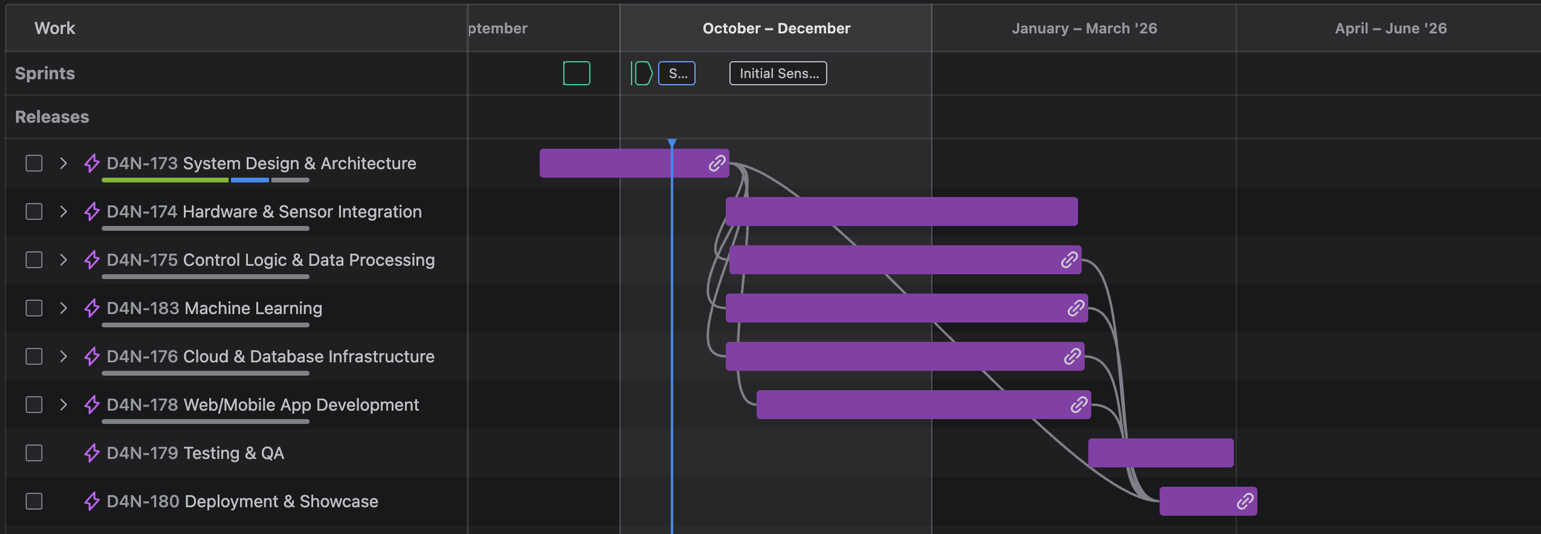 Work
ptember
October – December
January – March '26
April – June '26
Sprints
S...
Initial Sens...
Releases
D4N-173 System Design & Architecture
D4N-174 Hardware & Sensor Integration
D4N-175 Control Logic & Data Processing
D4N-183 Machine Learning
D4N-176 Cloud & Database Infrastructure
D4N-178 Web/Mobile App Development
D4N-179 Testing & QA
D4N-180 Deployment & Showcase